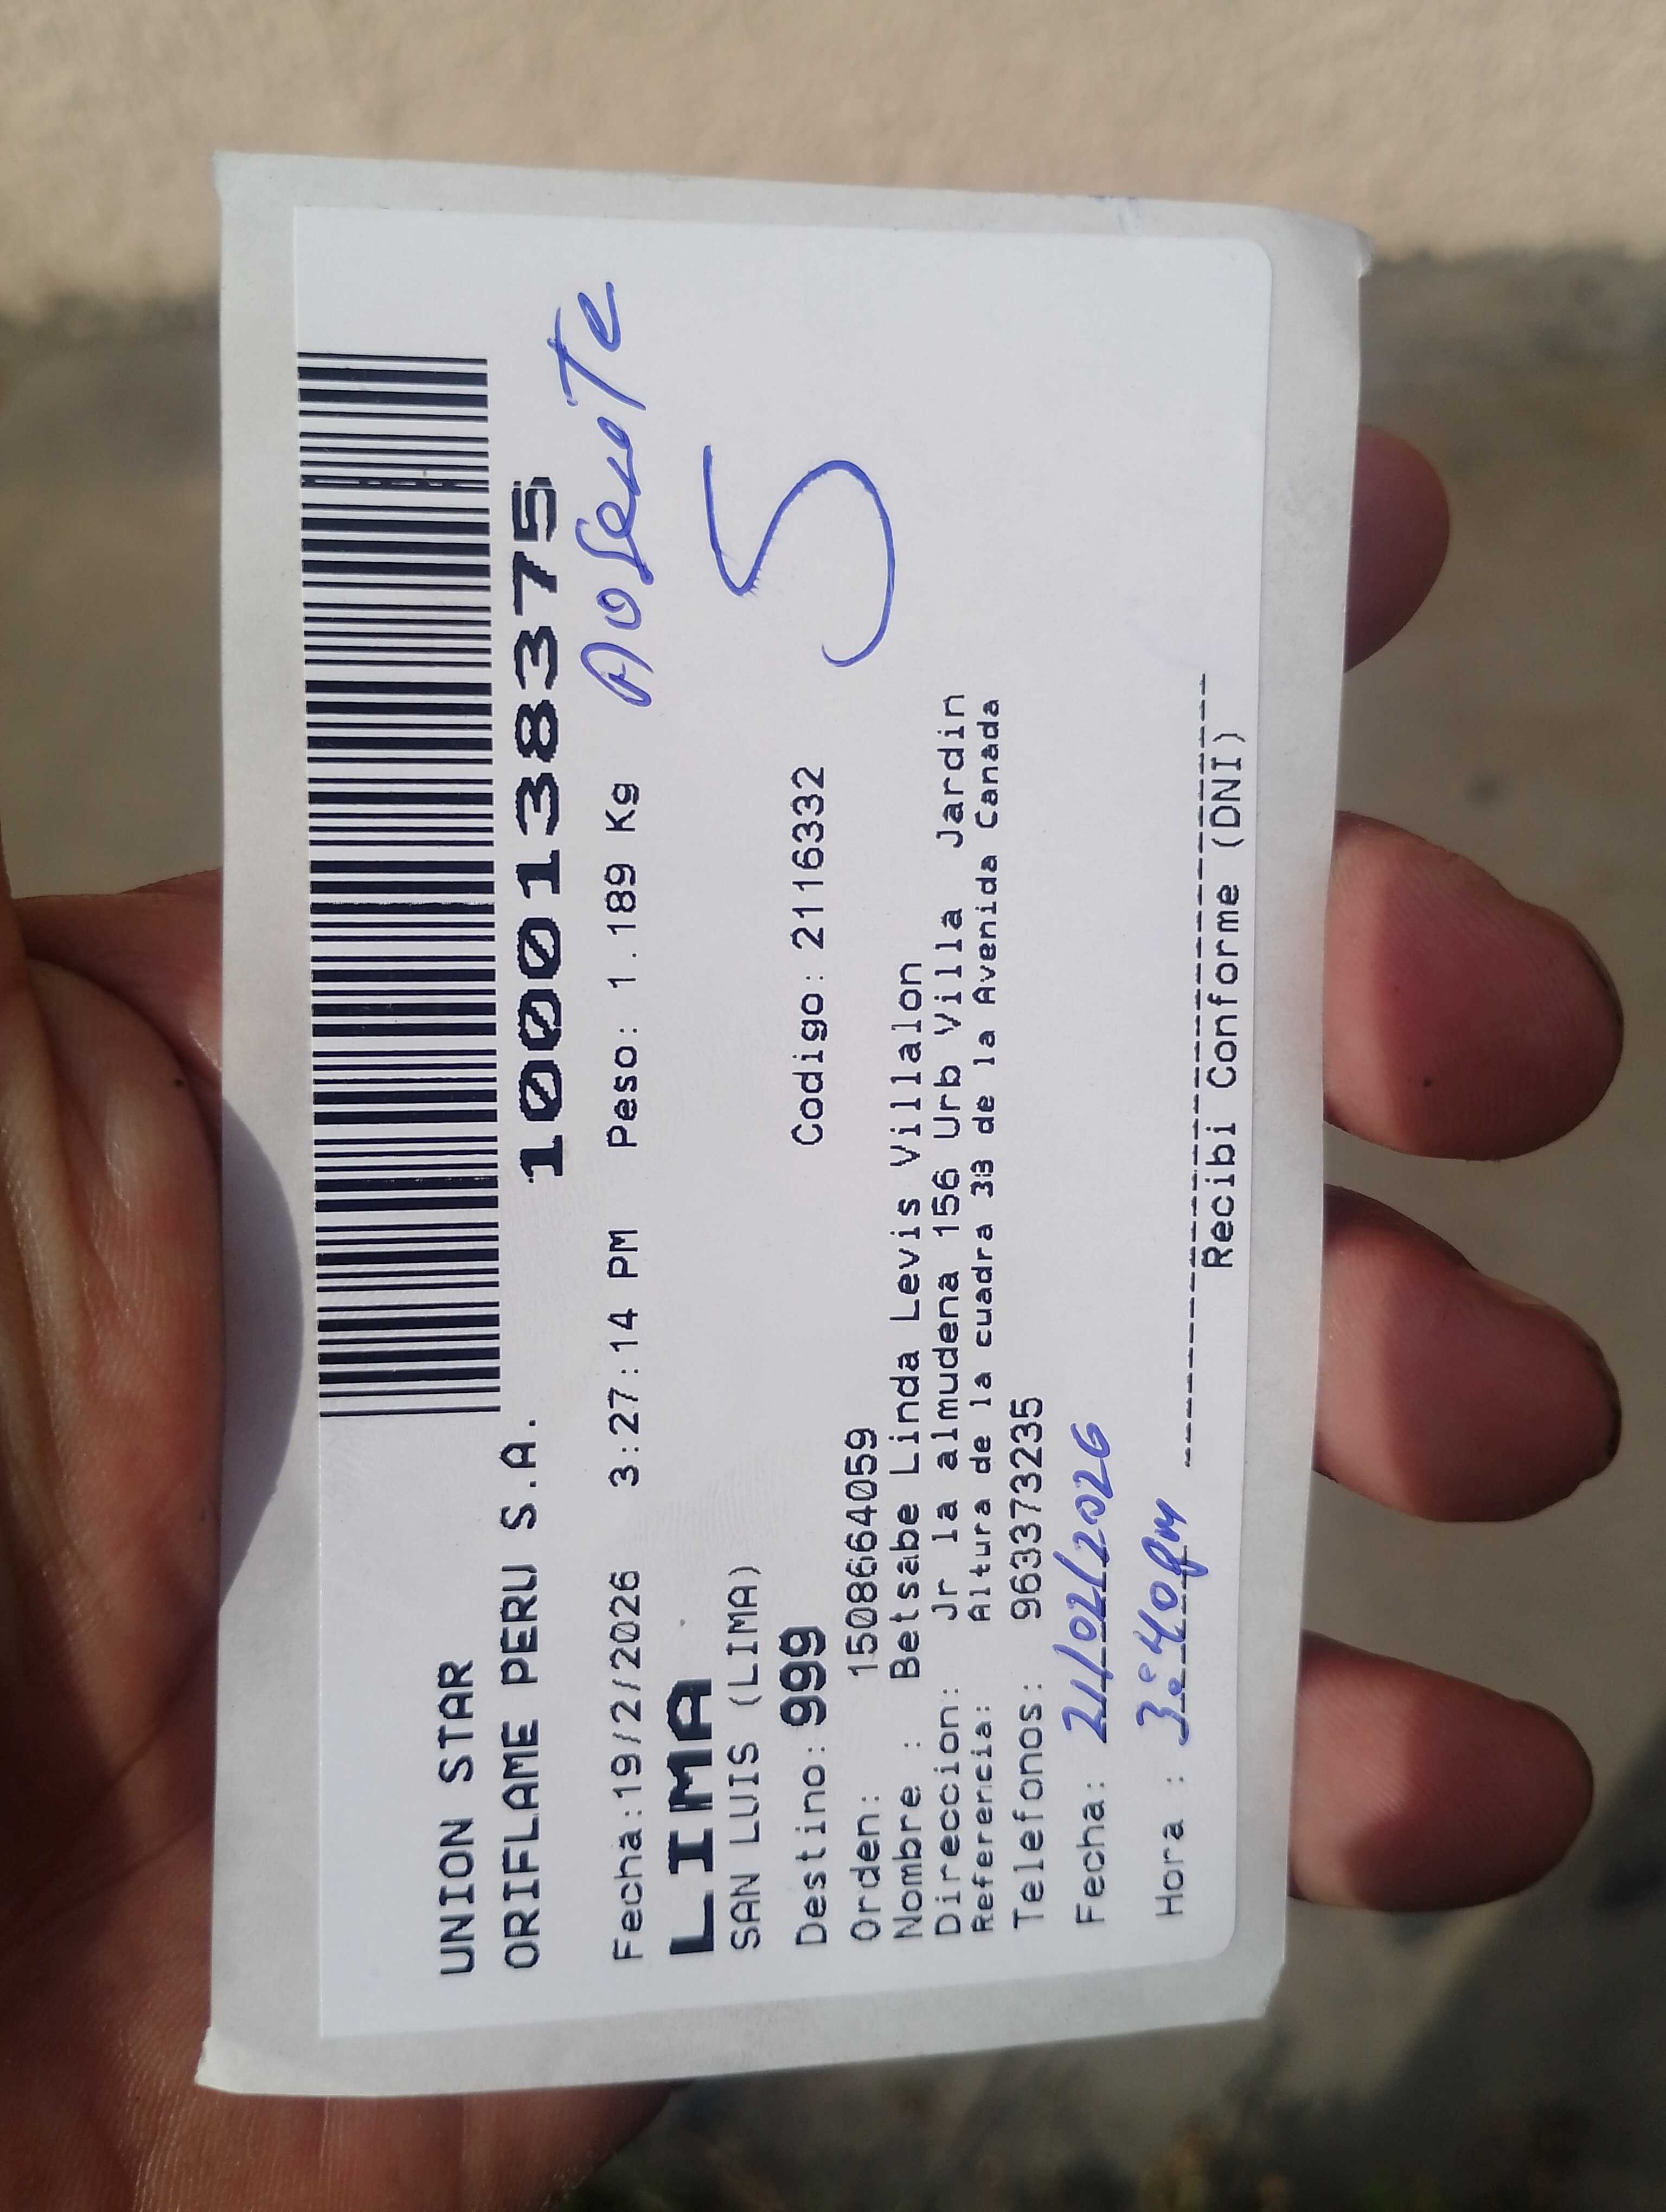 UNION STAR
ORIFLAME PERU S.A.
10001383 75
Fecha:19/2/2026 3:27:14 PM Peso: 1.189 Kg Ausente
LIMA
SAN LUIS (LIMA)
Destino: 999 Codigo: 2116332
Orden: 1508664059
Nombre : Betsabe Linda Levis Villalon
Direccion: Jr la almudena 156 Urb Villa Jardin
Referencia: Altura de la cuadra 33 de la Avenida Canada
Telefonos: 963373235
Fecha: 21/02/2026
Hora : 3:40pm
Recibi Conforme (DNI)